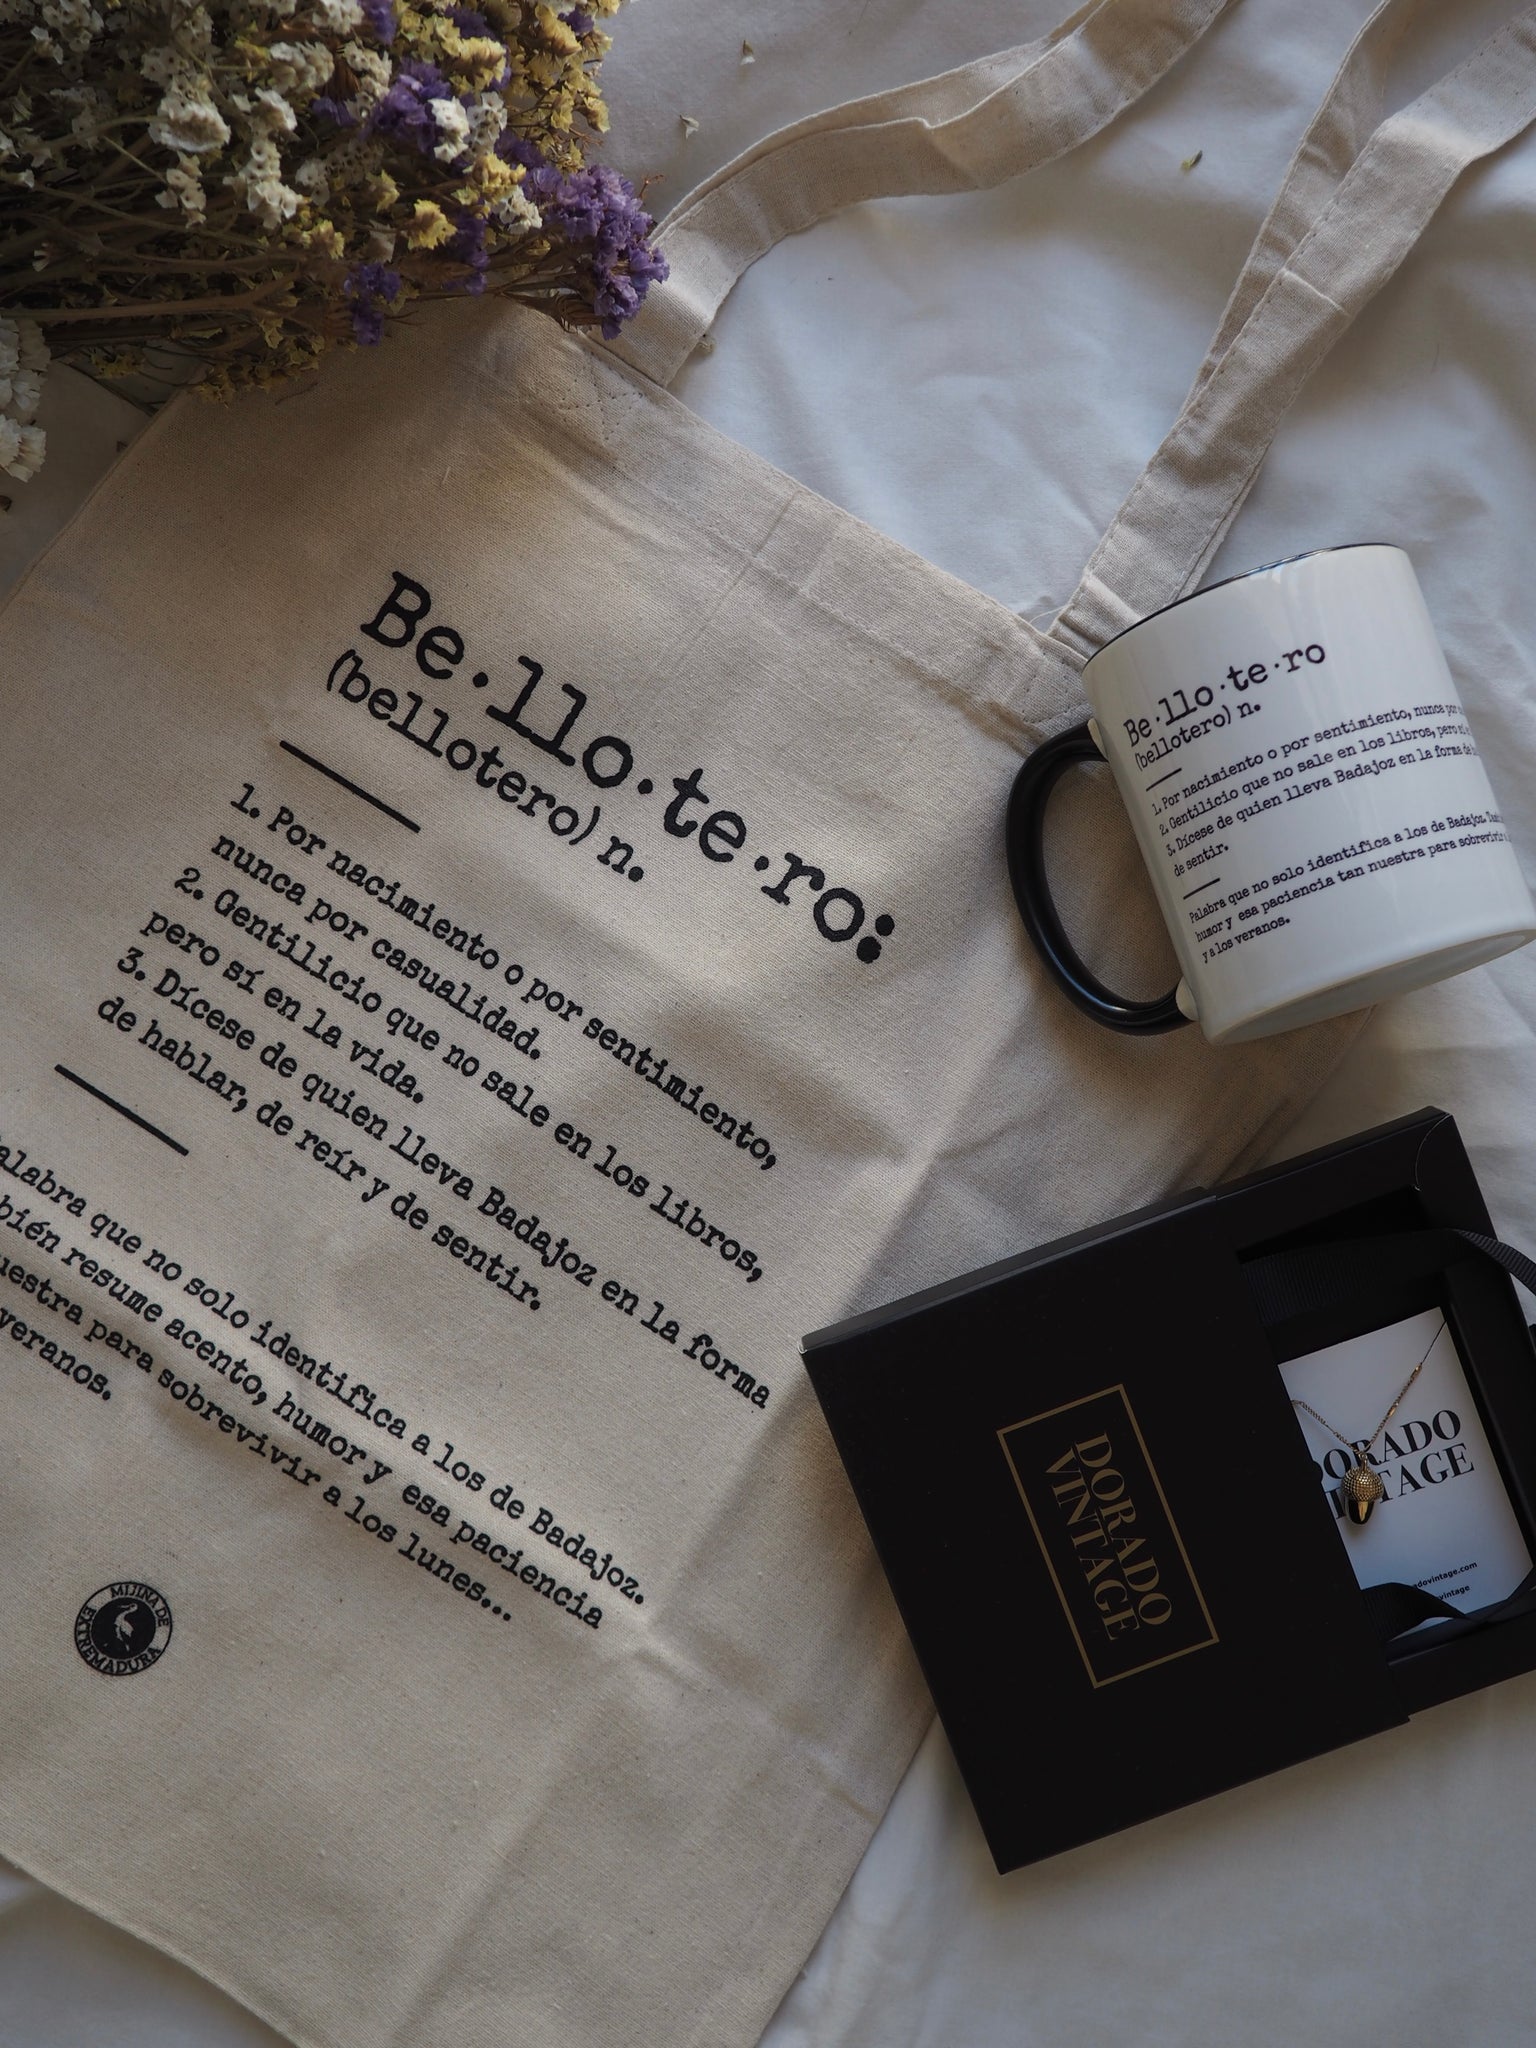 Be·llo·te·ro:
(bellotero) n.
1. Por nacimiento o por sentimiento,
nunca por casualidad.
2. Gentilicio que no sale en los libros,
pero sí en la vida.
3. Dícese de quien lleva Badajoz en la forma
de hablar, de reír y de sentir.
que no solo identifica a los de Badajoz.
resume acento, humor y esa paciencia
para sobrevivir a los lunes...
veranos.
MIJINA DE
EXTREMADURA
Be·llo·te·ro
(bellotero) n.
1. Por nacimiento o por sentimiento, nunca por
2. Gentilicio que no sale en los libros, pero sí
3. Dícese de quien lleva Badajoz en la forma de
de sentir.
Palabra que no solo identifica a los de Badajoz.
humor y esa paciencia tan nuestra para sobrevivir
y a los veranos.
DORADO
VINTAGE
DORADO
VINTAGE